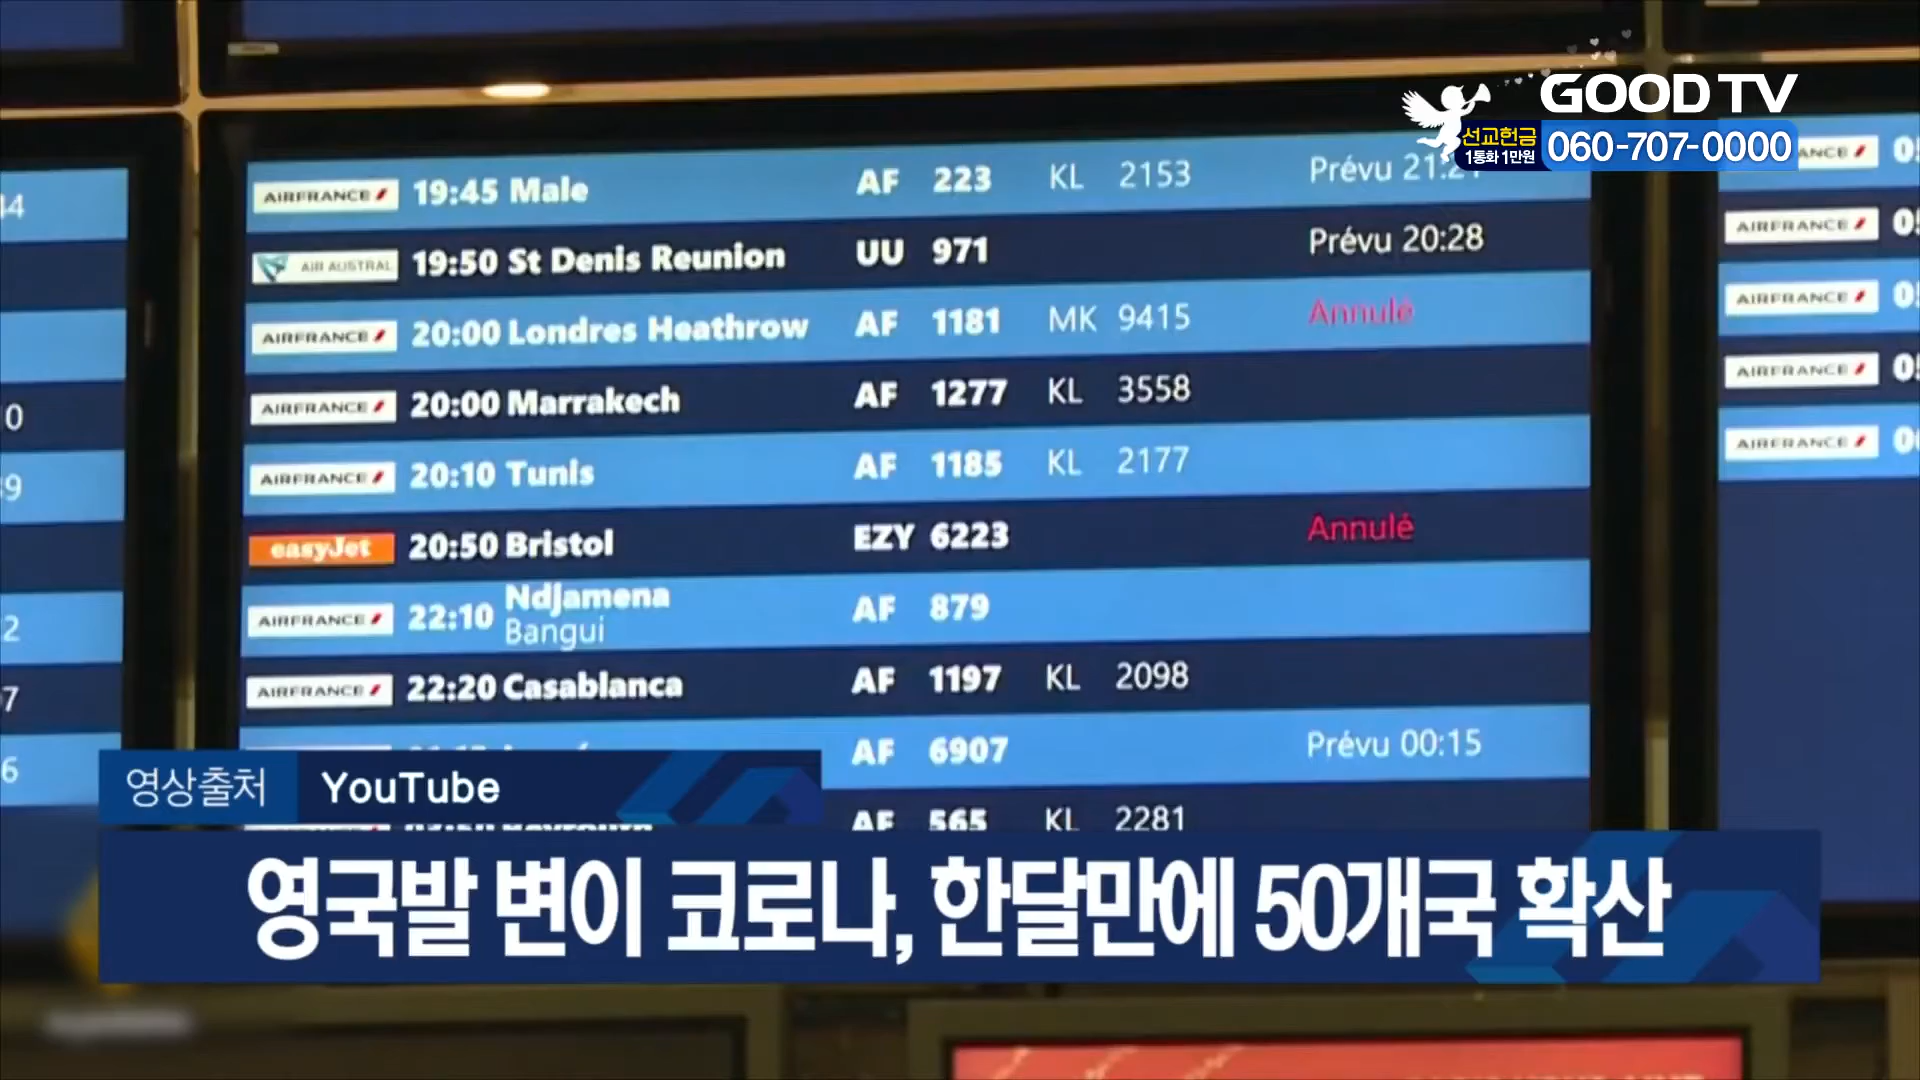 GOOD TV
선교헌금
1통화 1만원
060-707-0000
AIRFRANCE 19:45 Male AF 223 KL 2153 Prévu 21:21
AIR AUSTRAL 19:50 St Denis Reunion UU 971 Prévu 20:28
AIRFRANCE 20:00 Londres Heathrow AF 1181 MK 9415 Annulé
AIRFRANCE 20:00 Marrakech AF 1277 KL 3558
AIRFRANCE 20:10 Tunis AF 1185 KL 2177
easyJet 20:50 Bristol EZY 6223 Annulé
AIRFRANCE 22:10 Ndjamena AF 879
Bangui
AIRFRANCE 22:20 Casablanca AF 1197 KL 2098
AF 6907 Prévu 00:15
AF 565 KL 2281
AIRFRANCE
AIRFRANCE
AIRFRANCE
AIRFRANCE
영상출처 YouTube
영국발 변이 코로나, 한달만에 50개국 확산